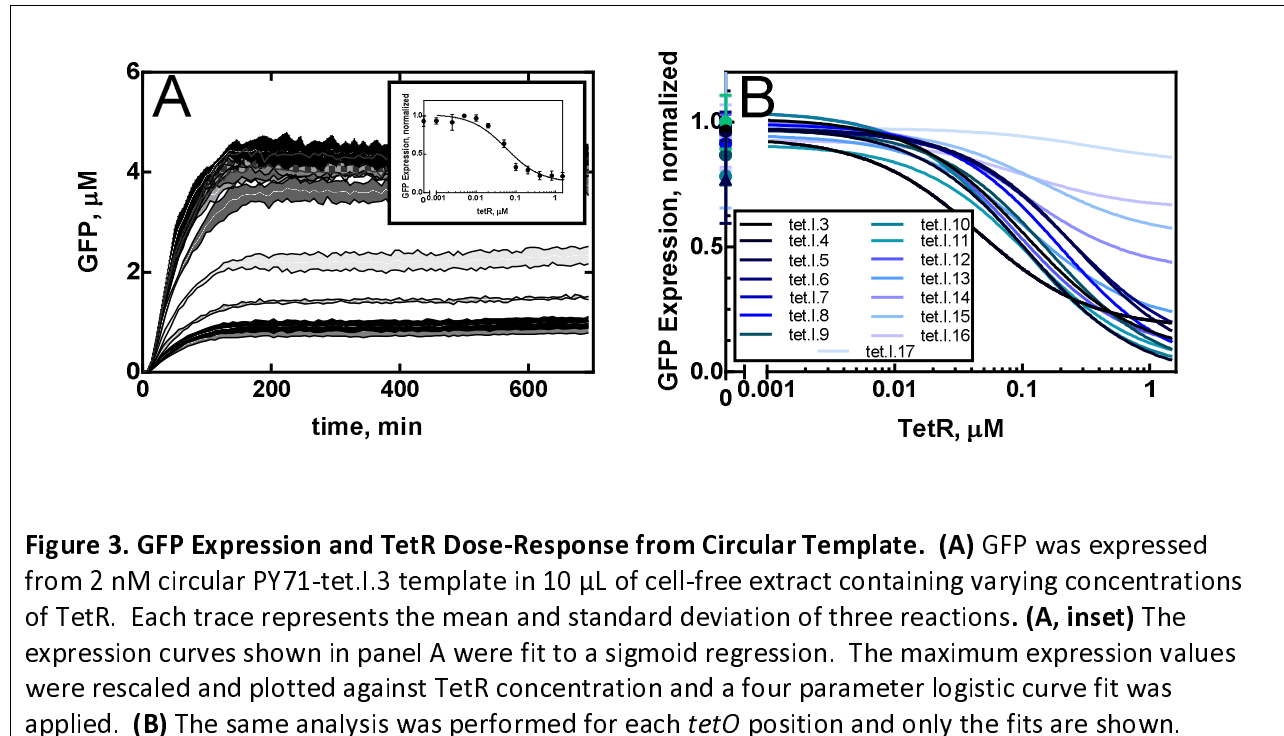 A
6
4
2
0
GFP, μM
0
200
400
600
time, min
GFP Expression, normalized
1.0
0.5
0.0
0
0.001
0.01
0.1
1
tetR, μM
B
GFP Expression, normalized
1.0
0.5
0.0
0
0.001
0.01
0.1
1
TetR, μM
tet.I.3
tet.I.4
tet.I.5
tet.I.6
tet.I.7
tet.I.8
tet.I.9
tet.I.10
tet.I.11
tet.I.12
tet.I.13
tet.I.14
tet.I.15
tet.I.16
tet.I.17
Figure 3. GFP Expression and TetR Dose-Response from Circular Template. (A) GFP was expressed
from 2 nM circular PY71-tet.I.3 template in 10 μL of cell-free extract containing varying concentrations
of TetR. Each trace represents the mean and standard deviation of three reactions. (A, inset) The
expression curves shown in panel A were fit to a sigmoid regression. The maximum expression values
were rescaled and plotted against TetR concentration and a four parameter logistic curve fit was
applied. (B) The same analysis was performed for each tetO position and only the fits are shown.